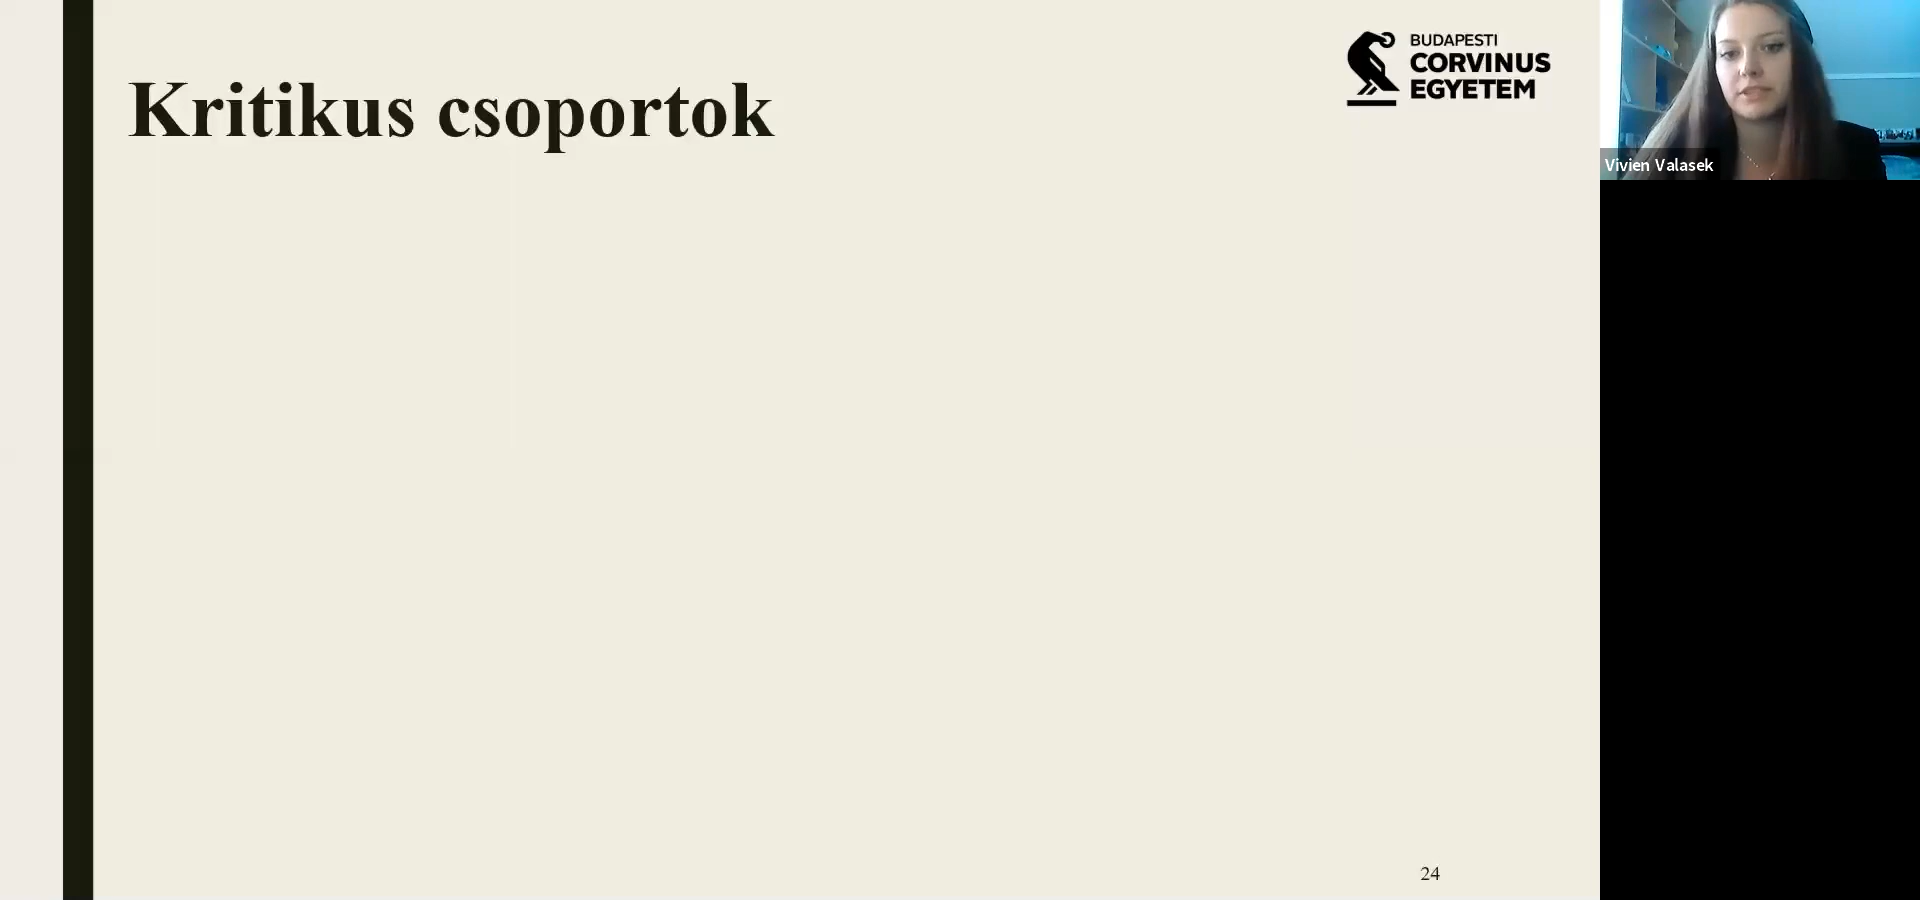 Kritikus csoportok
BUDAPESTI
CORVINUS
EGYETEM
Vivien Valasek
24